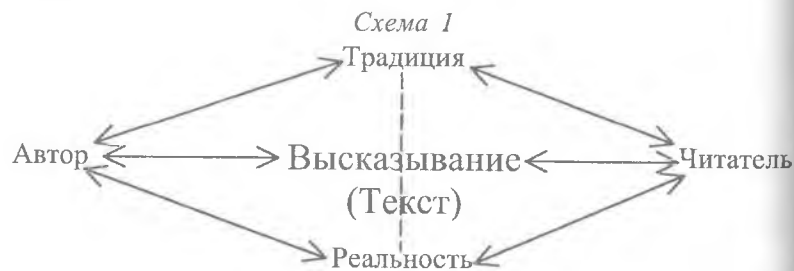 Схема 1
Традиция
Автор Высказывание Читатель
(Текст)
Реальность